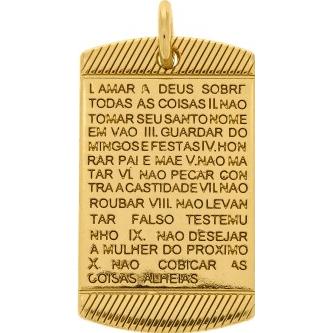 I. AMAR A DEUS SOBRE
TODAS AS COISAS II. NAO
TOMAR SEU SANTO NOME
EM VAO III. GUARDAR DO
MINGOS E FESTAS IV. HON
RAR PAI E MAE V. NAO MA
TAR VI. NAO PECAR CON
TRA A CASTIDADE VII. NAO
ROUBAR VIII. NAO LEVAN
TAR FALSO TESTEMU
NHO IX. NAO DESEJAR
A MULHER DO PROXIMO
X. NAO COBICAR AS
COISAS ALHEIAS